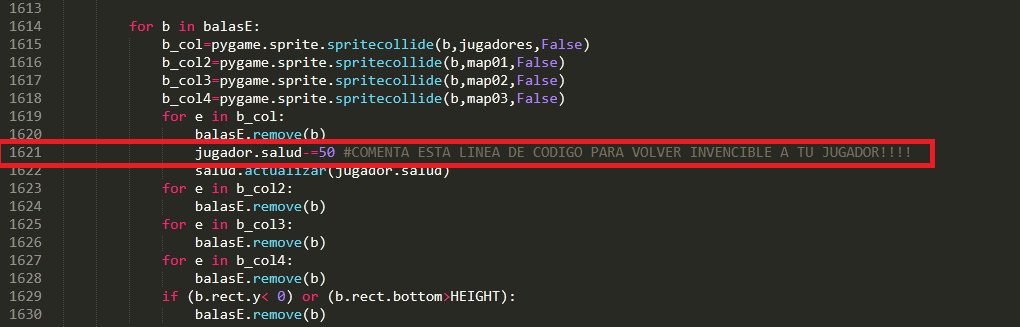 1613
1614 for b in balasE:
1615 b_col=pygame.sprite.spritecollide(b,jugadores,False)
1616 b_col2=pygame.sprite.spritecollide(b,map01,False)
1617 b_col3=pygame.sprite.spritecollide(b,map02,False)
1618 b_col4=pygame.sprite.spritecollide(b,map03,False)
1619 for e in b_col:
1620 balasE.remove(b)
1621 jugador.salud-=50 #COMENTA ESTA LINEA DE CODIGO PARA VOLVER INVENCIBLE A TU JUGADOR!!!!
1622 salud.actualizar(jugador.salud)
1623 for e in b_col2:
1624 balasE.remove(b)
1625 for e in b_col3:
1626 balasE.remove(b)
1627 for e in b_col4:
1628 balasE.remove(b)
1629 if (b.rect.y< 0) or (b.rect.bottom>HEIGHT):
1630 balasE.remove(b)